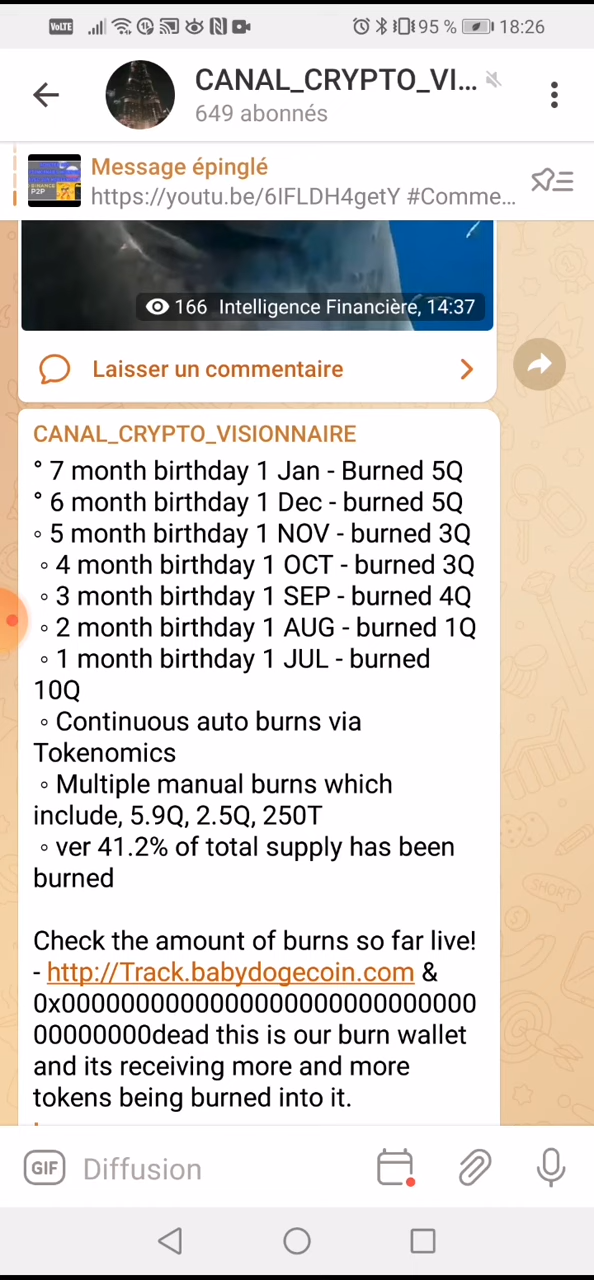 VoLTE 95 % 18:26
CANAL_CRYPTO_VI...
649 abonnés
Message épinglé
https://youtu.be/6IFLDH4getY #Comme...
BINANCE
P2P
166 Intelligence Financière, 14:37
Laisser un commentaire
CANAL_CRYPTO_VISIONNAIRE
° 7 month birthday 1 Jan - Burned 5Q
° 6 month birthday 1 Dec - burned 5Q
◦ 5 month birthday 1 NOV - burned 3Q
◦ 4 month birthday 1 OCT - burned 3Q
◦ 3 month birthday 1 SEP - burned 4Q
◦ 2 month birthday 1 AUG - burned 1Q
◦ 1 month birthday 1 JUL - burned
10Q
◦ Continuous auto burns via
Tokenomics
◦ Multiple manual burns which
include, 5.9Q, 2.5Q, 250T
◦ ver 41.2% of total supply has been
burned
Check the amount of burns so far live!
- http://Track.babydogecoin.com &
0x000000000000000000000000000
000000000dead this is our burn wallet
and its receiving more and more
tokens being burned into it.
GIF Diffusion